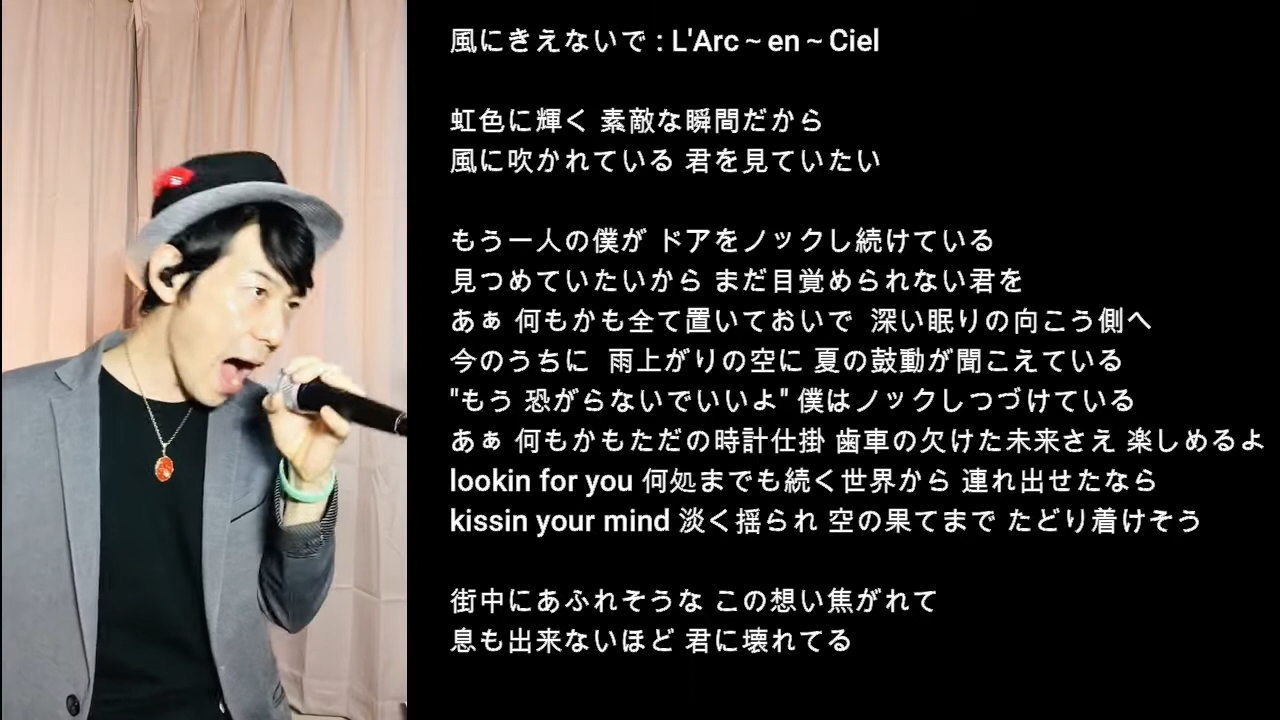 風にきえないで : L'Arc～en～Ciel
虹色に輝く 素敵な瞬間だから
風に吹かれている 君を見ていたい
もう一人の僕が ドアをノックし続けている
見つめていたいから まだ目覚められない君を
あぁ 何もかも全て置いておいで 深い眠りの向こう側へ
今のうちに 雨上がりの空に 夏の鼓動が聞こえている
"もう 恐がらないでいいよ" 僕はノックしつづけている
あぁ 何もかもただの時計仕掛 歯車の欠けた未来さえ 楽しめるよ
lookin for you 何処までも続く世界から 連れ出せたなら
kissin your mind 淡く揺られ 空の果てまで たどり着けそう
街中にあふれそうな この想い焦がれて
息も出来ないほど 君に壊れてる